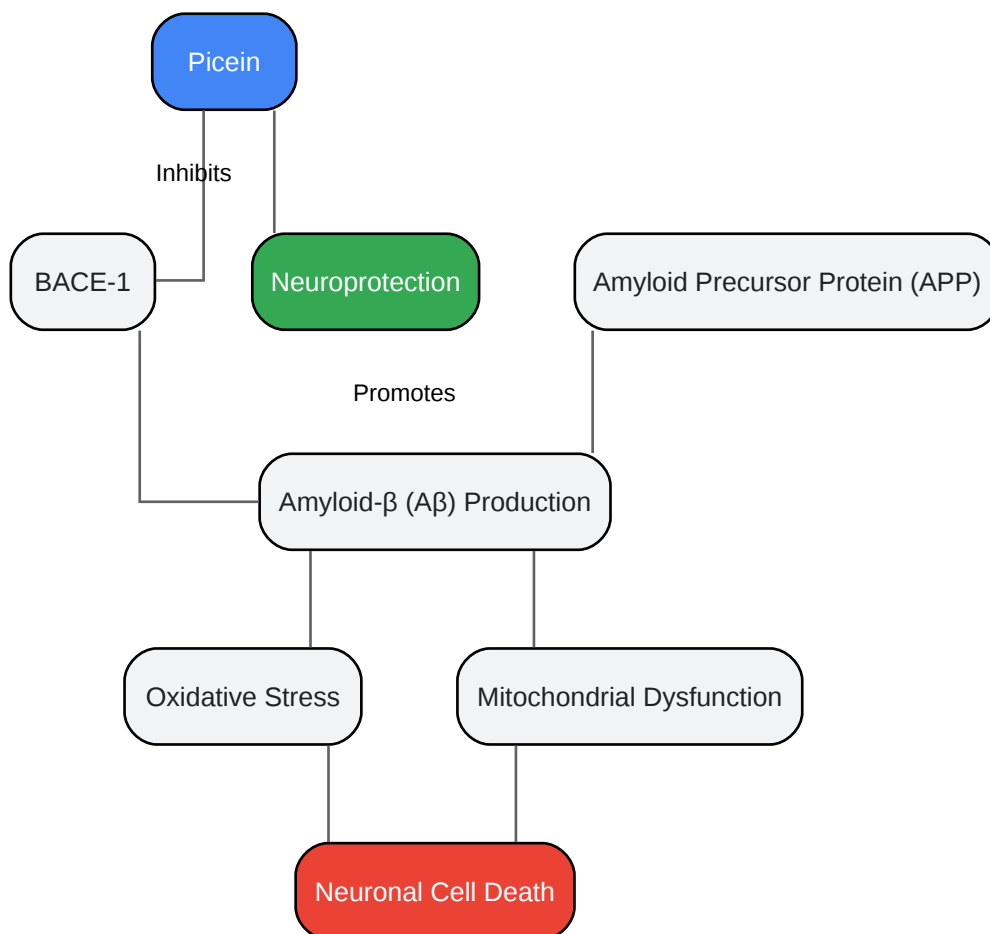 Picein
Inhibits
BACE-1
Neuroprotection
Amyloid Precursor Protein (APP)
Promotes
Amyloid-β (Aβ) Production
Oxidative Stress
Mitochondrial Dysfunction
Neuronal Cell Death